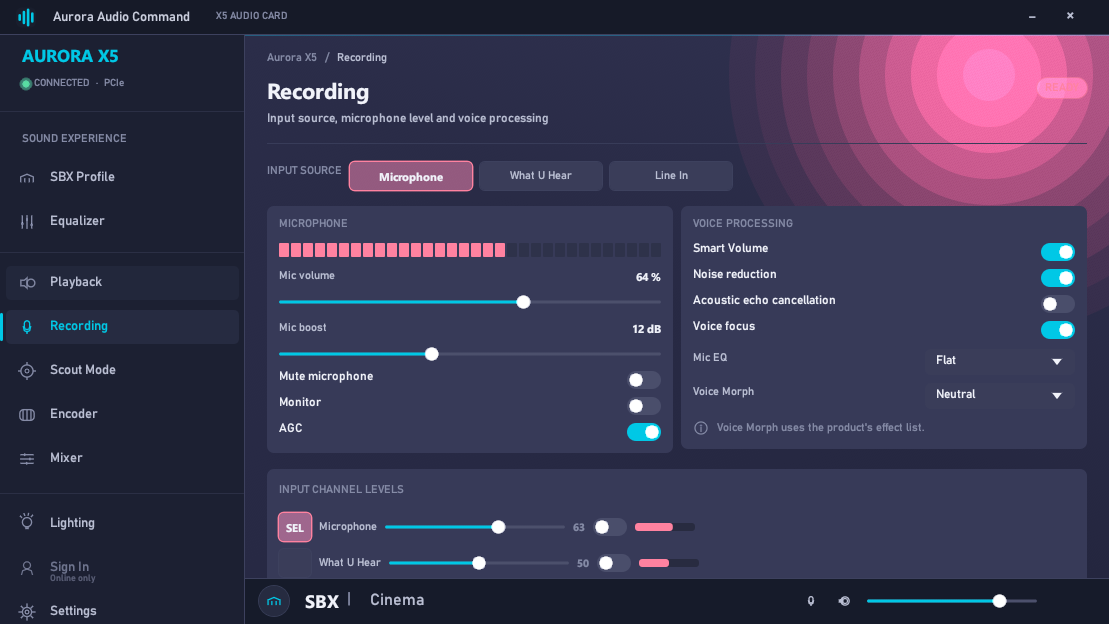 Aurora Audio Command
X5 AUDIO CARD
AURORA X5
CONNECTED - PCIe
SOUND EXPERIENCE
SBX Profile
Equalizer
Playback
Recording
Scout Mode
Encoder
Mixer
Lighting
Sign In
Online only
Settings
Aurora X5 / Recording
Recording
Input source, microphone level and voice processing
INPUT SOURCE
Microphone
What U Hear
Line In
MICROPHONE
Mic volume 64 %
Mic boost 12 dB
Mute microphone
Monitor
AGC
VOICE PROCESSING
Smart Volume
Noise reduction
Acoustic echo cancellation
Voice focus
Mic EQ Flat
Voice Morph Neutral
Voice Morph uses the product's effect list.
INPUT CHANNEL LEVELS
SEL Microphone 63
What U Hear 50
SBX | Cinema